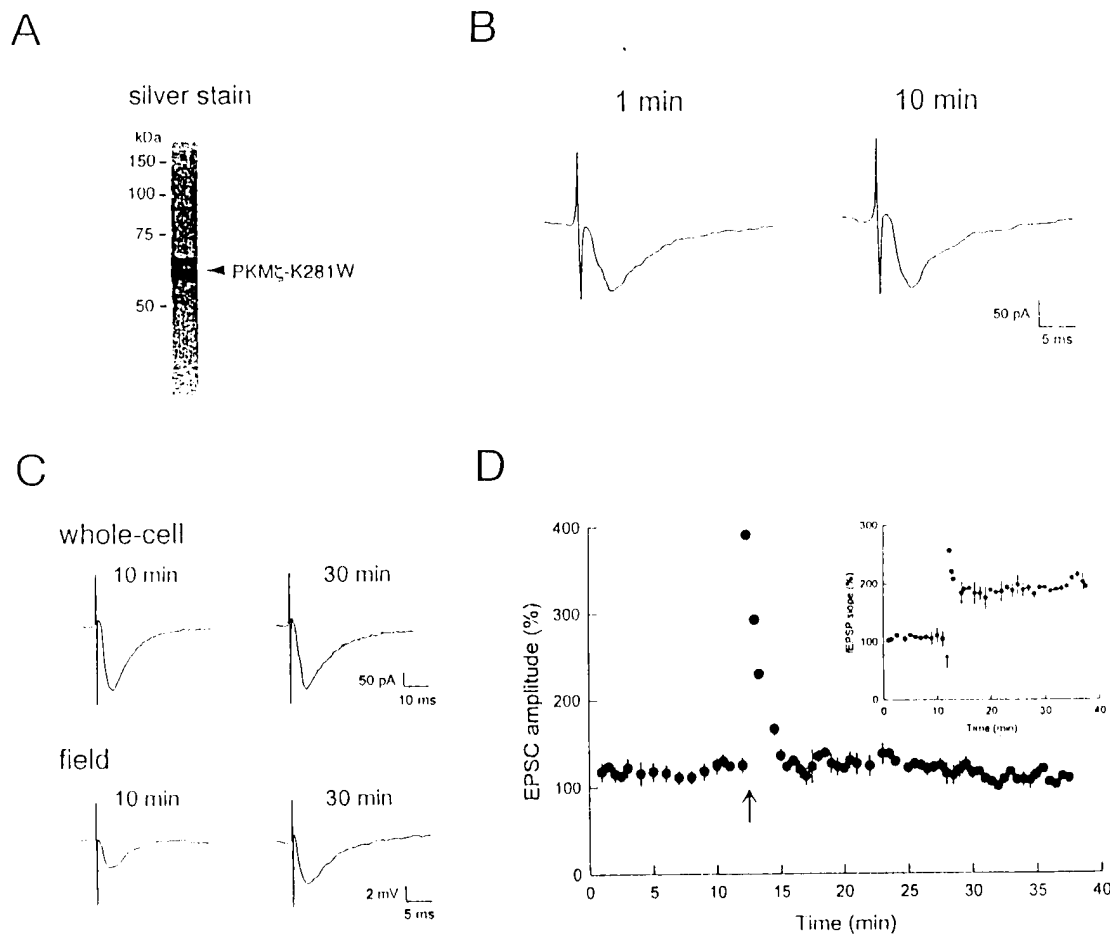 A
silver stain
kDa
150
100
75
50
PKMζ-K281W
B
1 min
10 min
50 pA
5 ms
C
whole-cell
10 min
30 min
50 pA
10 ms
field
10 min
30 min
2 mV
5 ms
D
EPSC amplitude (%)
400
300
200
100
0
0 5 10 15 20 25 30 35 40
Time (min)
fEPSP slope (%)
300
200
100
0
0 10 20 30 40
Time (min)